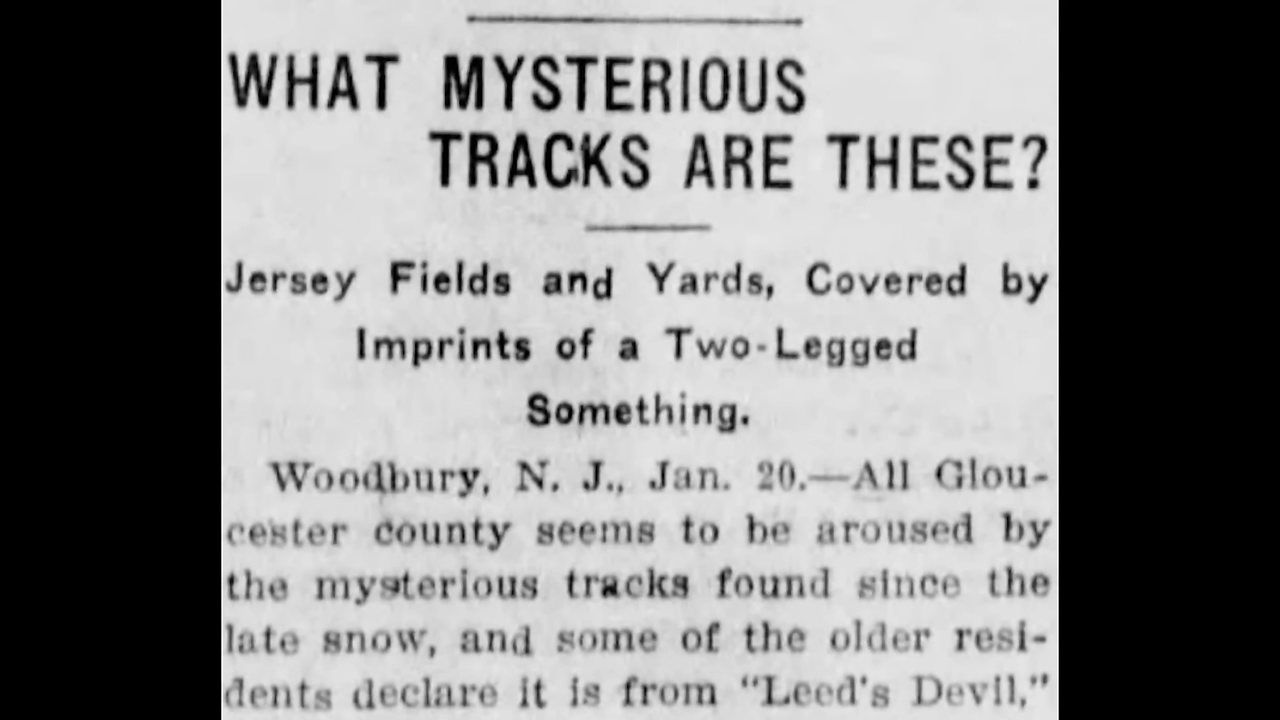 WHAT MYSTERIOUS
TRACKS ARE THESE?
Jersey Fields and Yards, Covered by
Imprints of a Two-Legged
Something.
Woodbury, N. J., Jan. 20.—All Glou-
cester county seems to be aroused by
the mysterious tracks found since the
late snow, and some of the older resi-
dents declare it is from "Leed's Devil,"